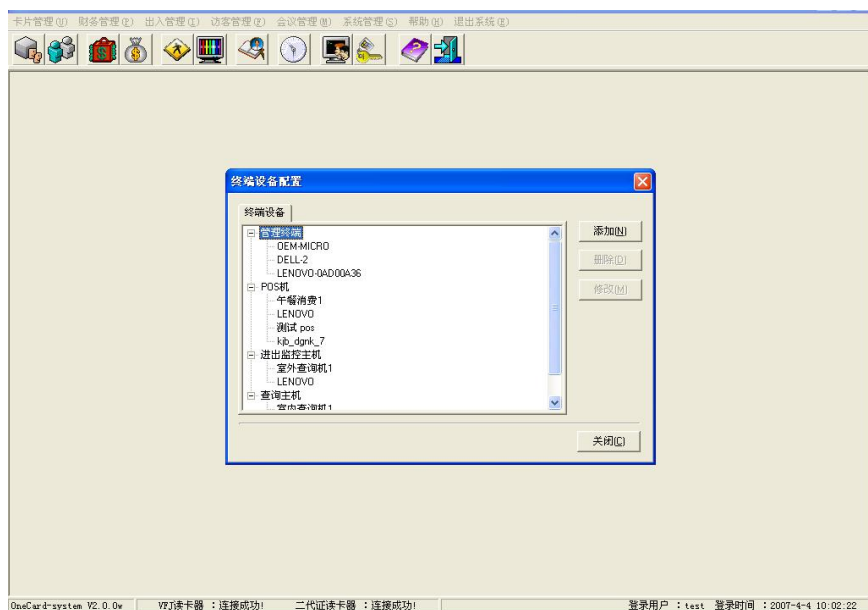 卡片管理(U) 财务管理(P) 出入管理(I) 访客管理(V) 会议管理(M) 系统管理(S) 帮助(H) 退出系统(E)
终端设备配置
终端设备
管理终端
OEM-MICRO
DELL-2
LENOVO-0AD00A36
POS机
午餐消费1
LENOVO
测试 pos
kjb_dgnk_7
进出监控主机
室外查询机1
LENOVO
查询主机
室内查询机1
添加(N)
删除(D)
修改(M)
关闭(C)
OneCard-system V2.0.0w VFJ读卡器 :连接成功! 二代证读卡器 :连接成功! 登录用户 :test 登录时间 :2007-4-4 10:02:22